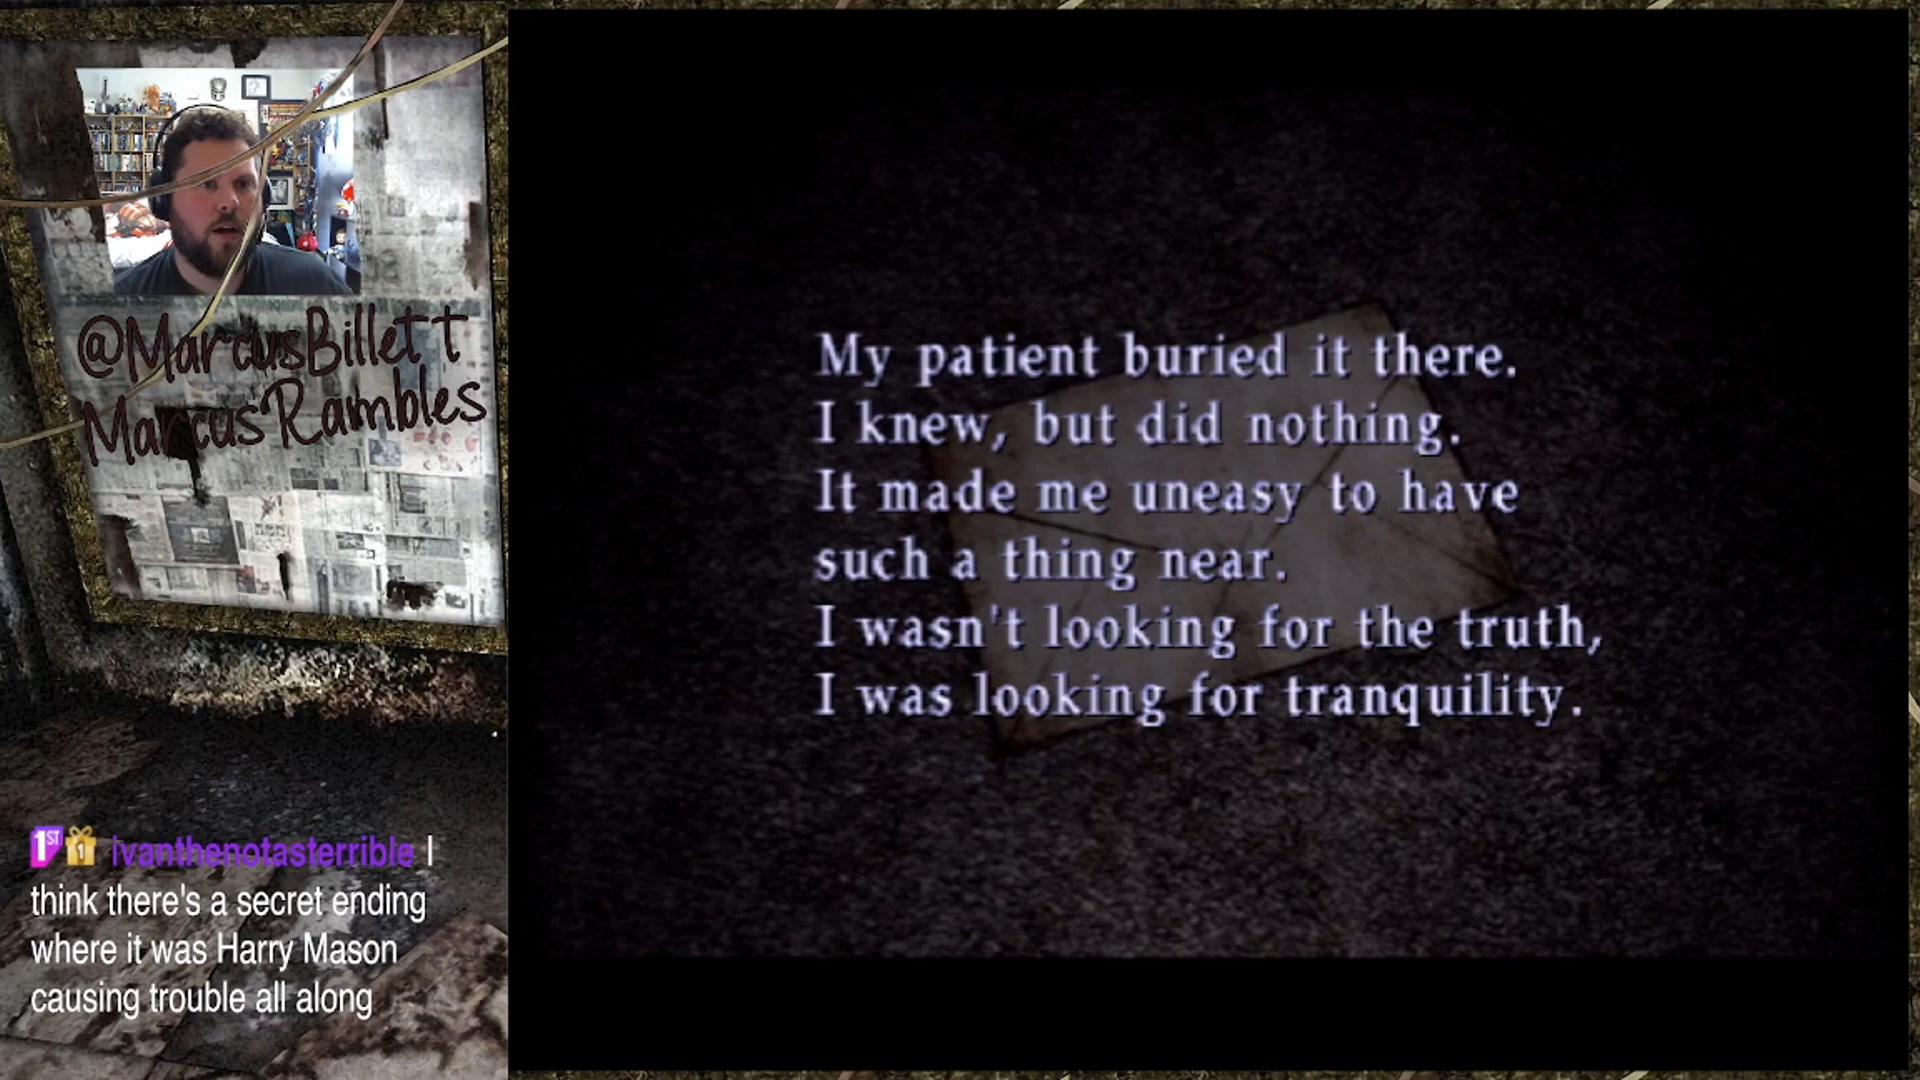 @MarcusBillett
MarcusRambles
My patient buried it there.
I knew, but did nothing.
It made me uneasy to have
such a thing near.
I wasn't looking for the truth,
I was looking for tranquility.
1ST 1 ivanthenotasterrible I
think there's a secret ending
where it was Harry Mason
causing trouble all along